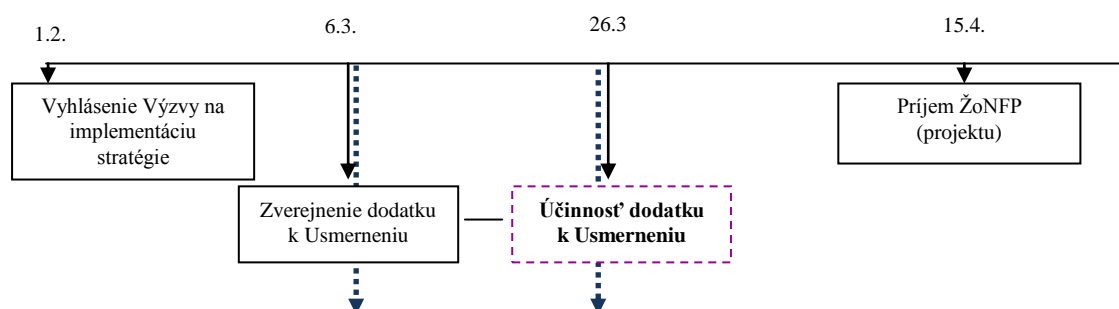 1.2.
6.3.
26.3
15.4.
Vyhlásenie Výzvy na
implementáciu
stratégie
Príjem ŽoNFP
(projektu)
Zverejnenie dodatku
k Usmerneniu
Účinnosť dodatku
k Usmerneniu